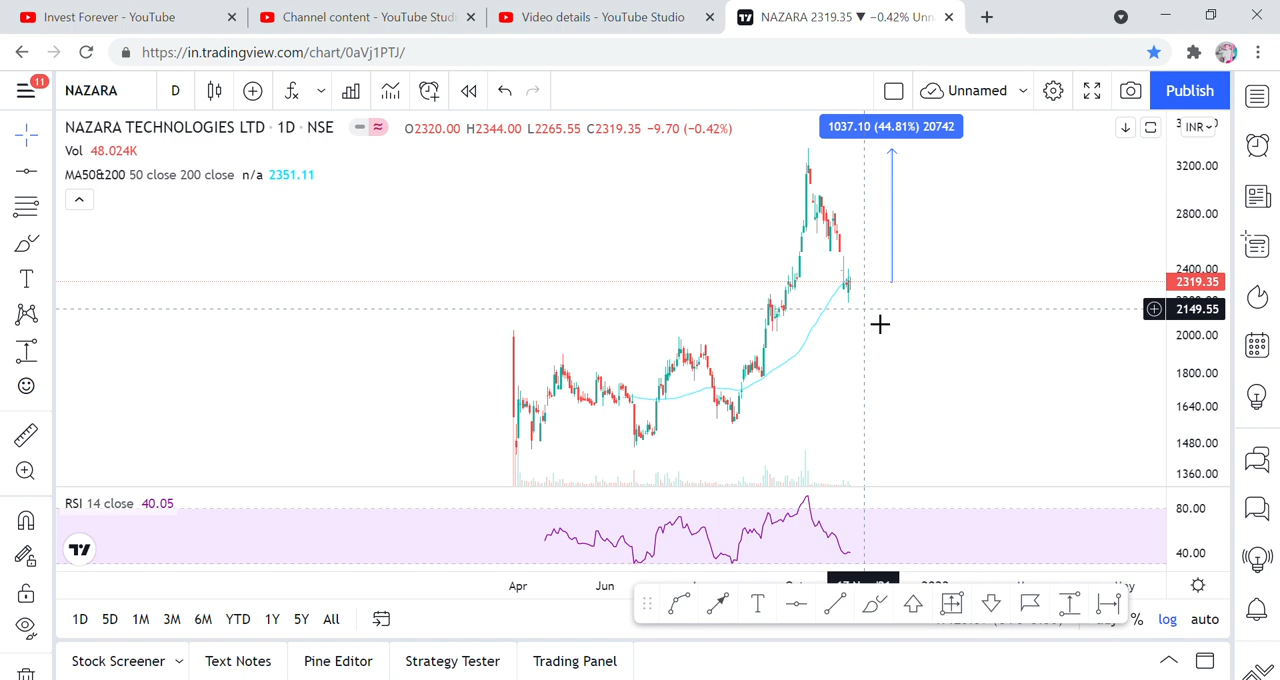 Invest Forever - YouTube
Channel content - YouTube Studi
Video details - YouTube Studio
NAZARA 2319.35 ▼ −0.42% Unn
https://in.tradingview.com/chart/0aVj1PTJ/
11
NAZARA
D
Unnamed
Publish
NAZARA TECHNOLOGIES LTD · 1D · NSE
O2320.00 H2344.00 L2265.55 C2319.35 −9.70 (−0.42%)
1037.10 (44.81%) 20742
INR
Vol 48.024K
MA50&200 50 close 200 close n/a 2351.11
3200.00
2800.00
2400.00
2319.35
2149.55
2000.00
1800.00
1640.00
1480.00
1360.00
RSI 14 close 40.05
80.00
40.00
Apr
Jun
1D 5D 1M 3M 6M YTD 1Y 5Y All
% log auto
Stock Screener
Text Notes
Pine Editor
Strategy Tester
Trading Panel